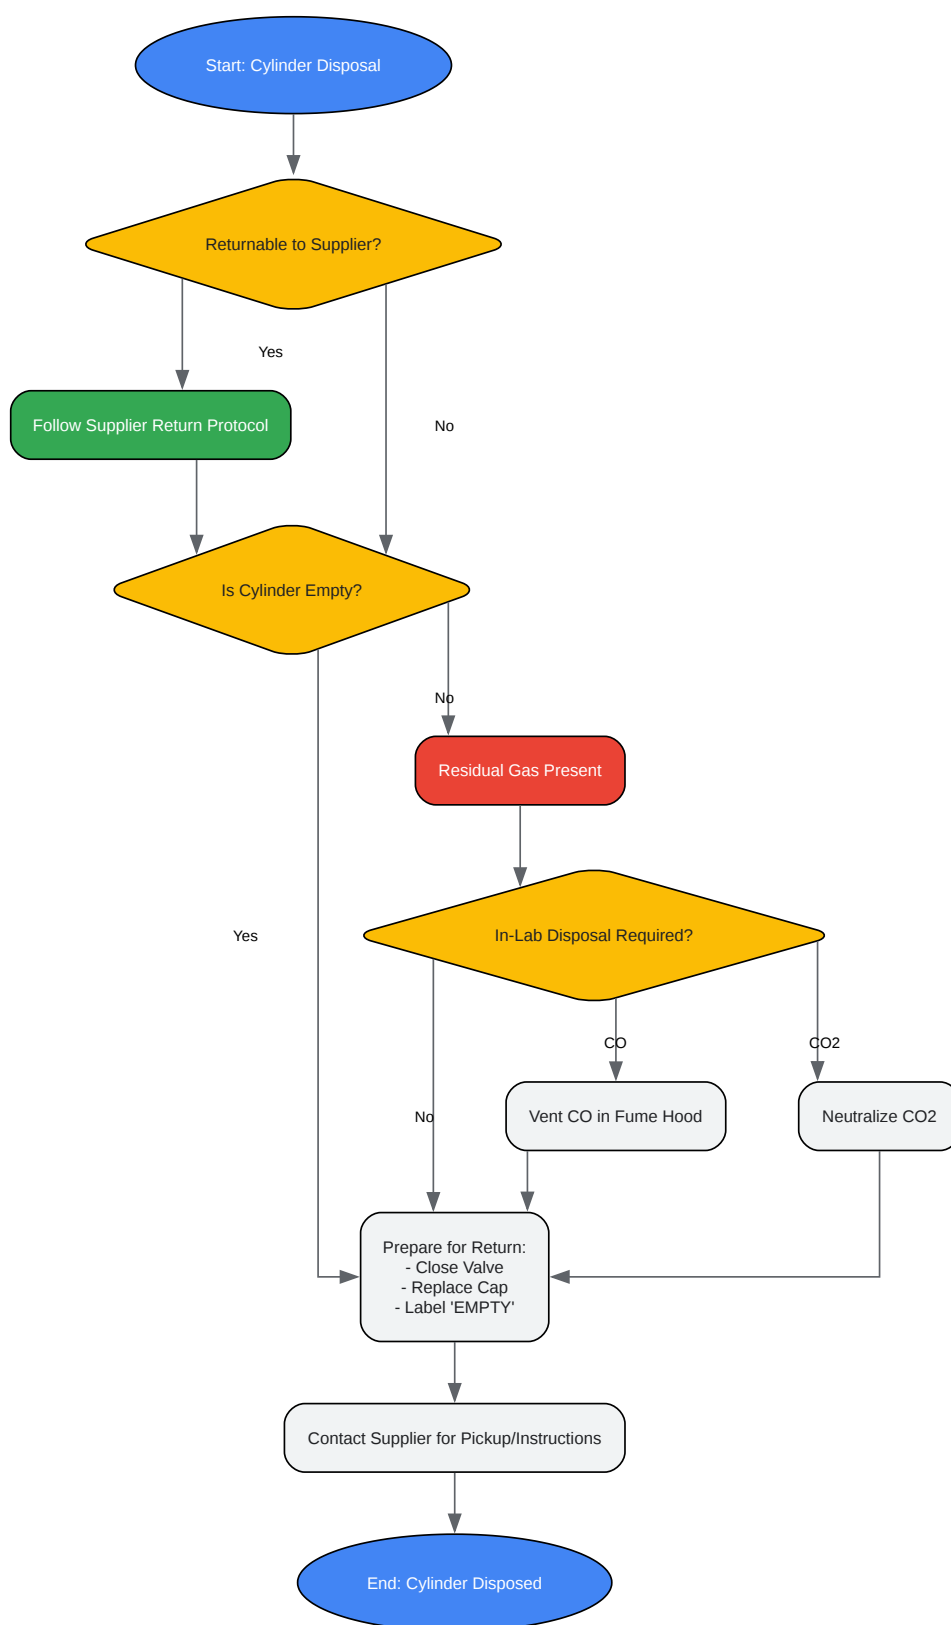 Start: Cylinder Disposal
Returnable to Supplier?
Yes
Follow Supplier Return Protocol
No
Is Cylinder Empty?
No
Residual Gas Present
Yes
In-Lab Disposal Required?
CO
CO2
No
Vent CO in Fume Hood
Neutralize CO2
Prepare for Return:
- Close Valve
- Replace Cap
- Label 'EMPTY'
Contact Supplier for Pickup/Instructions
End: Cylinder Disposed